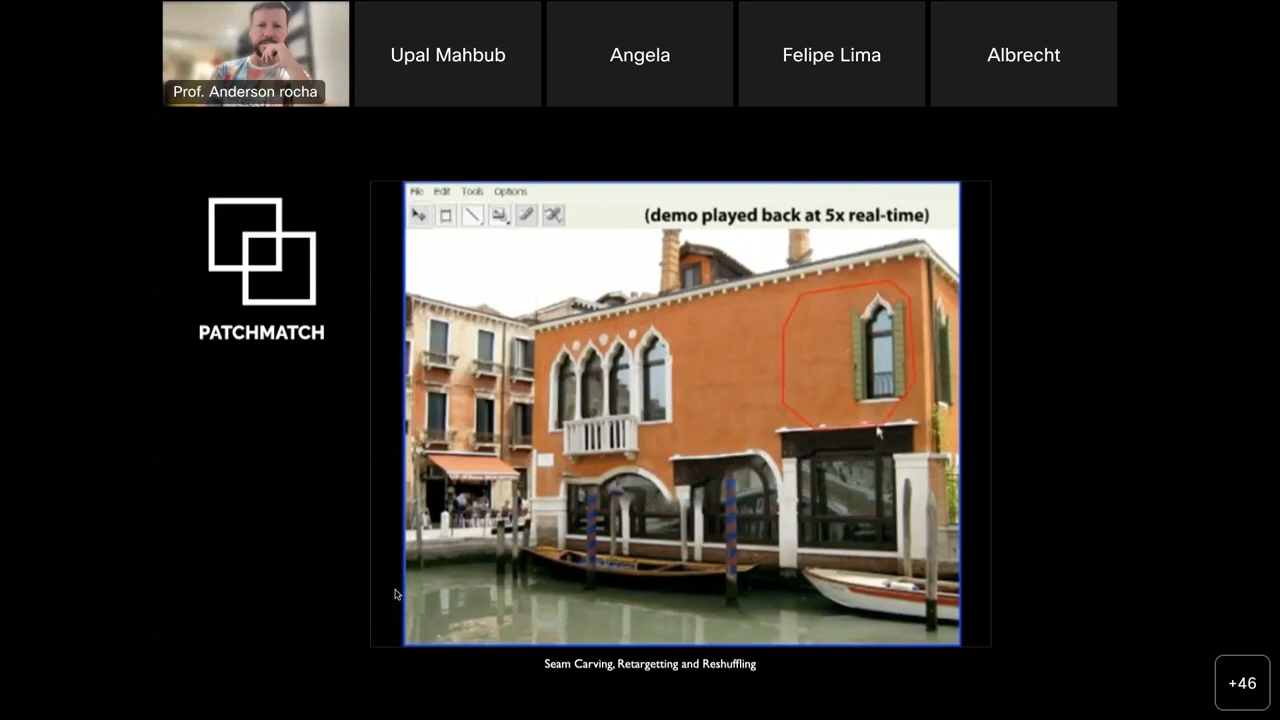 Prof. Anderson rocha
Upal Mahbub
Angela
Felipe Lima
Albrecht
File Edit Tools Options
(demo played back at 5x real-time)
PATCHMATCH
Seam Carving, Retargetting and Reshuffling
+46